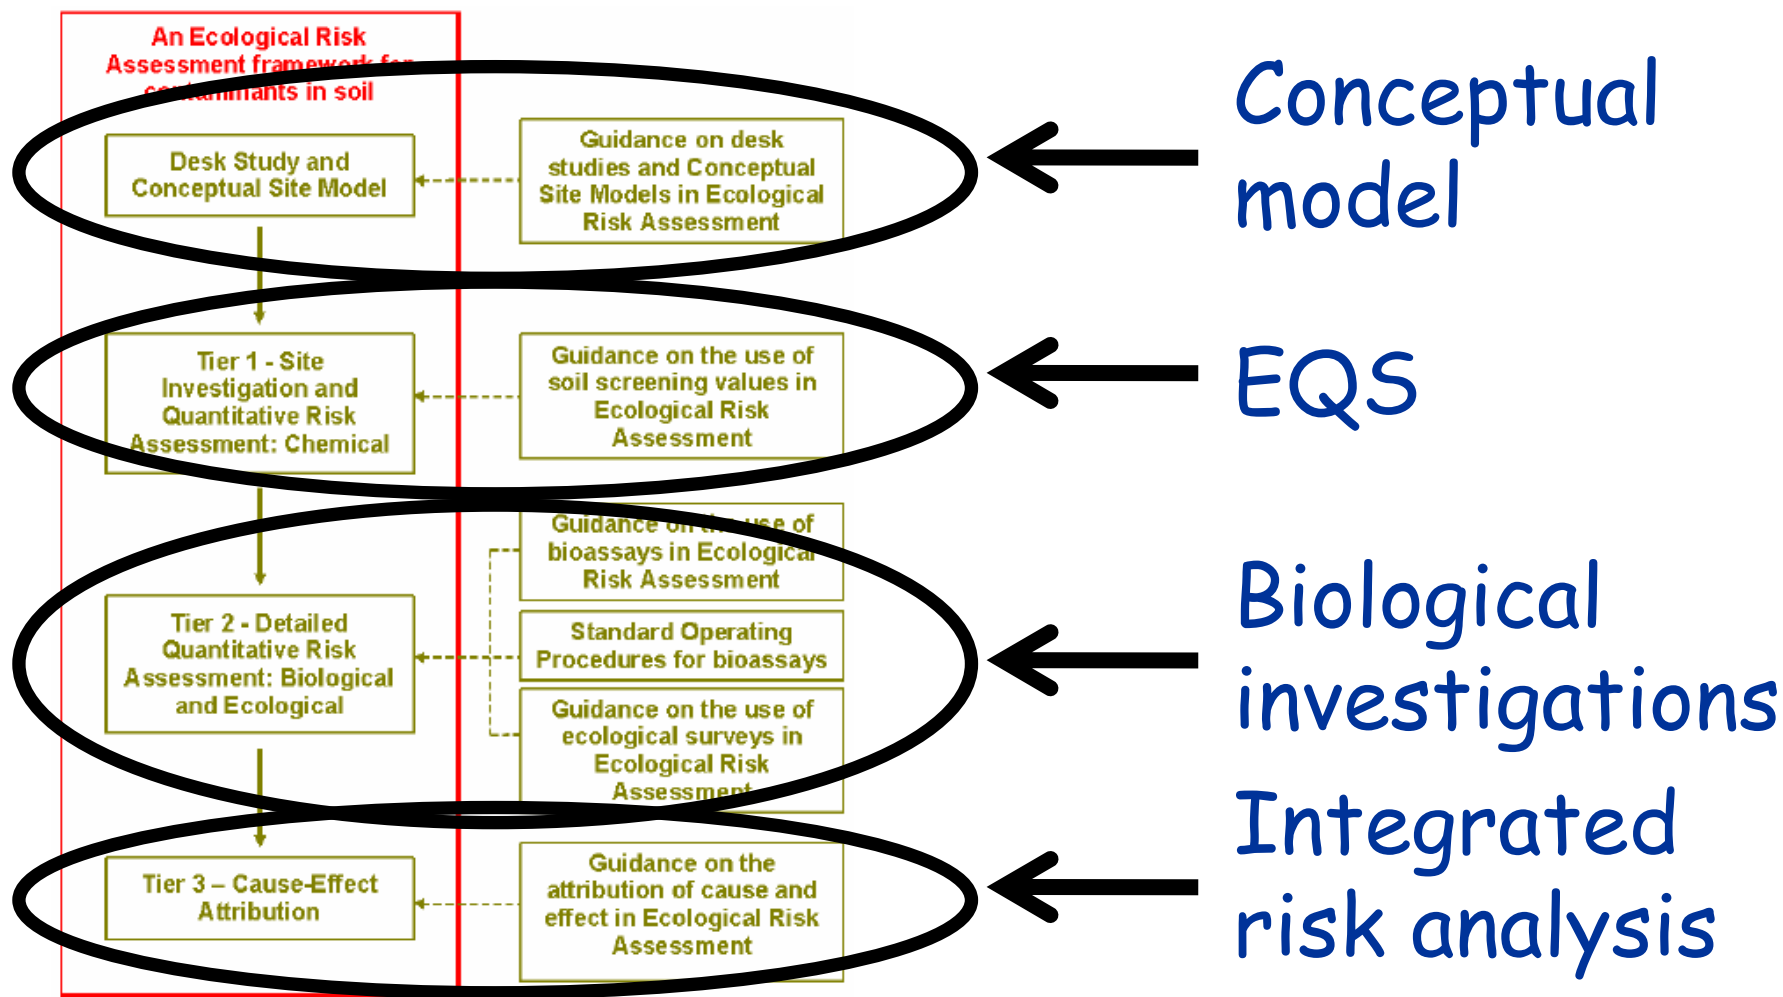 An Ecological Risk
Assessment framework for
contaminants in soil
Desk Study and
Conceptual Site Model
Guidance on desk
studies and Conceptual
Site Models in Ecological
Risk Assessment
Conceptual
model
Tier 1 - Site
Investigation and
Quantitative Risk
Assessment: Chemical
Guidance on the use of
soil screening values in
Ecological Risk
Assessment
EQS
Tier 2 - Detailed
Quantitative Risk
Assessment: Biological
and Ecological
Guidance on the use of
bioassays in Ecological
Risk Assessment
Standard Operating
Procedures for bioassays
Guidance on the use of
ecological surveys in
Ecological Risk
Assessment
Biological
investigations
Tier 3 – Cause-Effect
Attribution
Guidance on the
attribution of cause and
effect in Ecological Risk
Assessment
Integrated
risk analysis